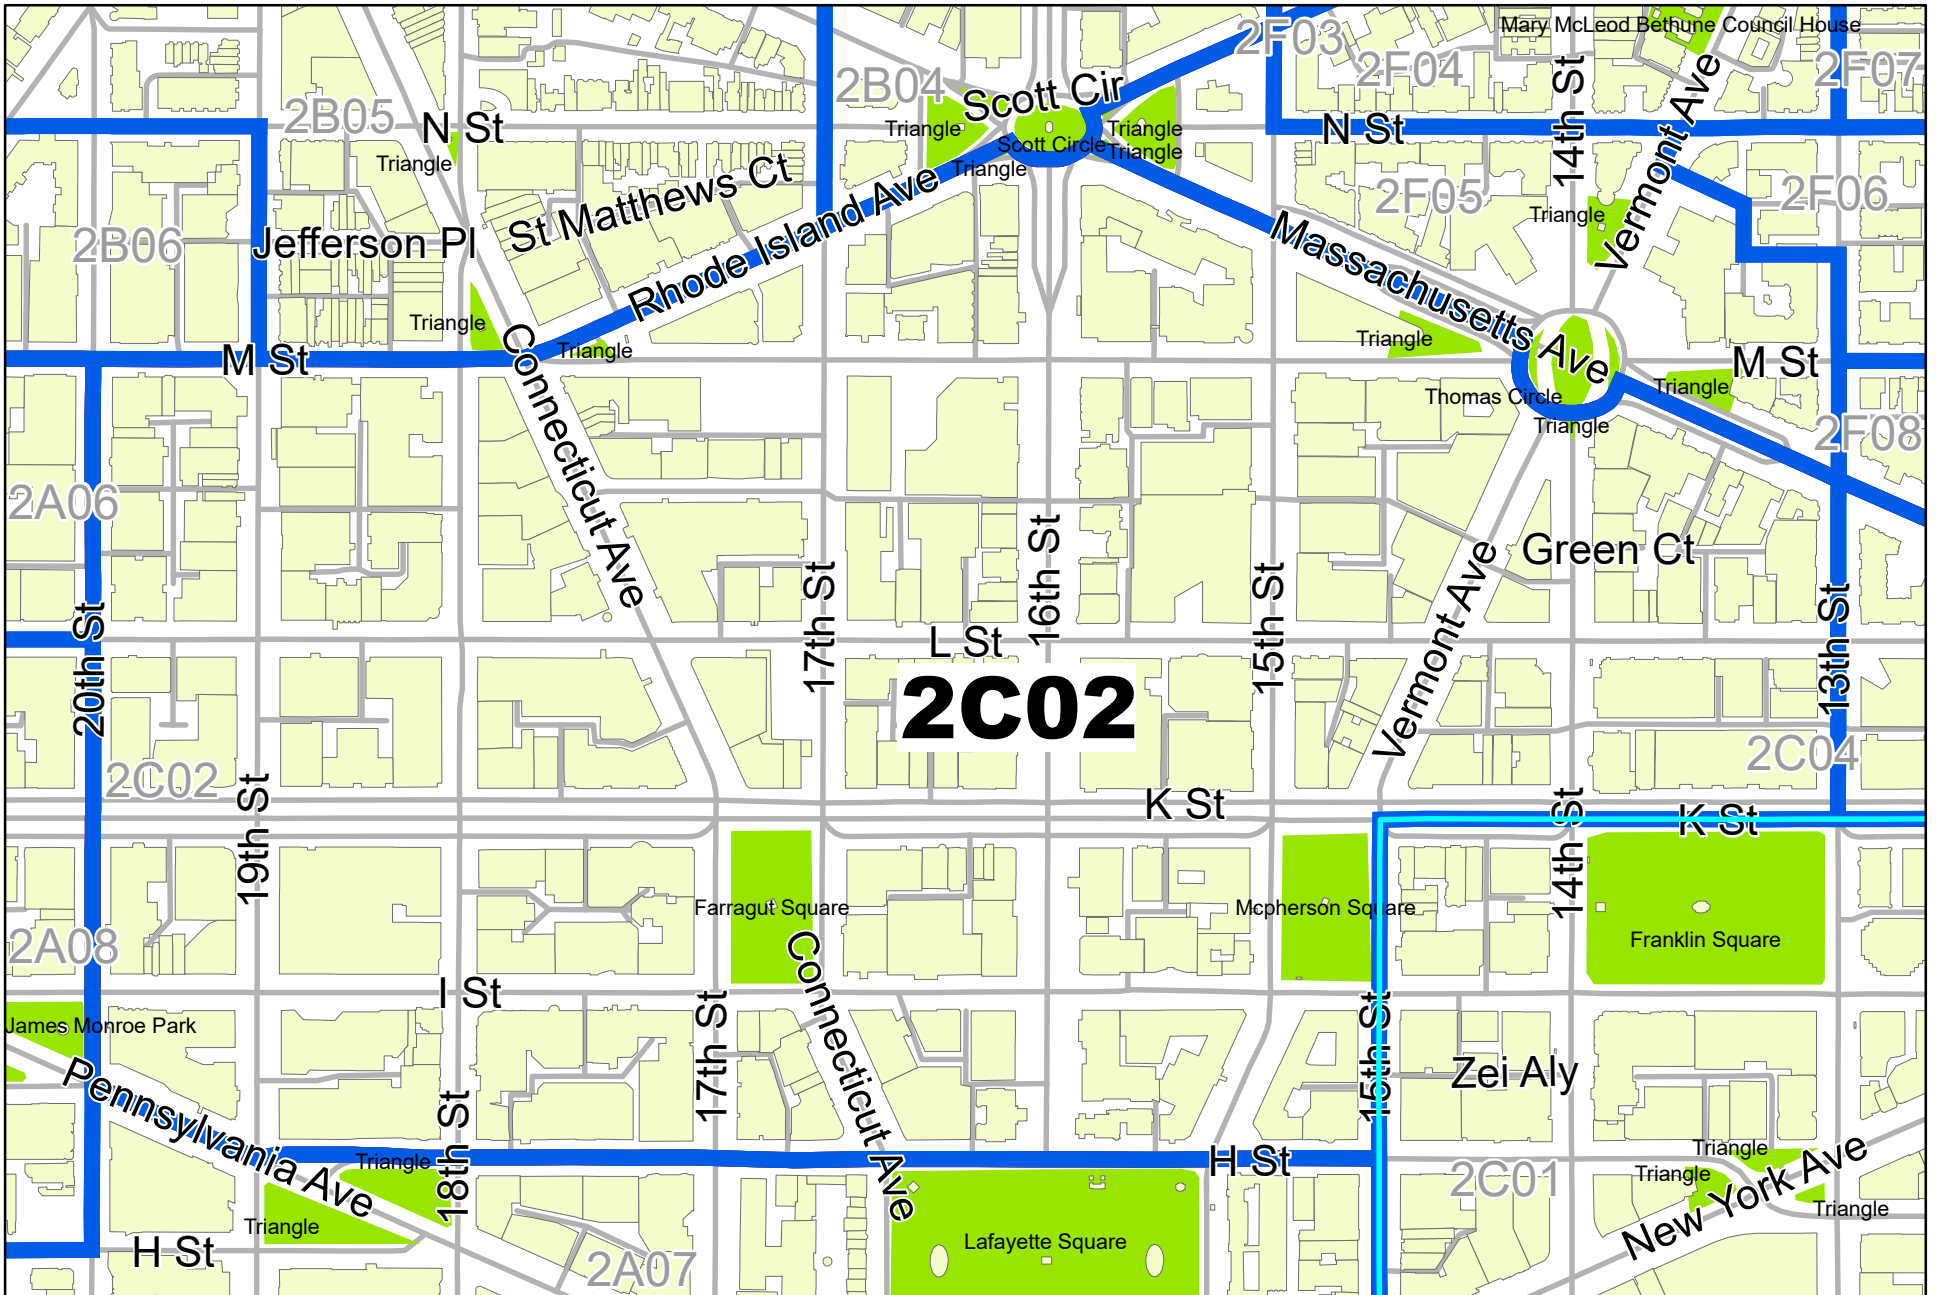 Mary McLeod Bethune Council House
2F03
2F04
2F07
2B04
Scott Cir
14th St
Vermont Ave
2B05
N St
Triangle
Scott Circle
Triangle
Triangle
N St
Triangle
Triangle
St Matthews Ct
Rhode Island Ave
2F05
2F06
Triangle
2B06
Jefferson Pl
Massachusetts Ave
Triangle
Triangle
Triangle
M St
M St
Connecticut Ave
Thomas Circle
Triangle
Triangle
2F08
2A06
16th St
Green Ct
Vermont Ave
20th St
17th St
15th St
13th St
L St
2C02
2C02
2C04
19th St
K St
14th St
K St
Farragut Square
Mcpherson Square
Franklin Square
2A08
Connecticut Ave
I St
17th St
15th St
James Monroe Park
Zei Aly
Pennsylvania Ave
18th St
Triangle
H St
Triangle
Triangle
New York Ave
2C01
Triangle
Triangle
H St
Lafayette Square
2A07